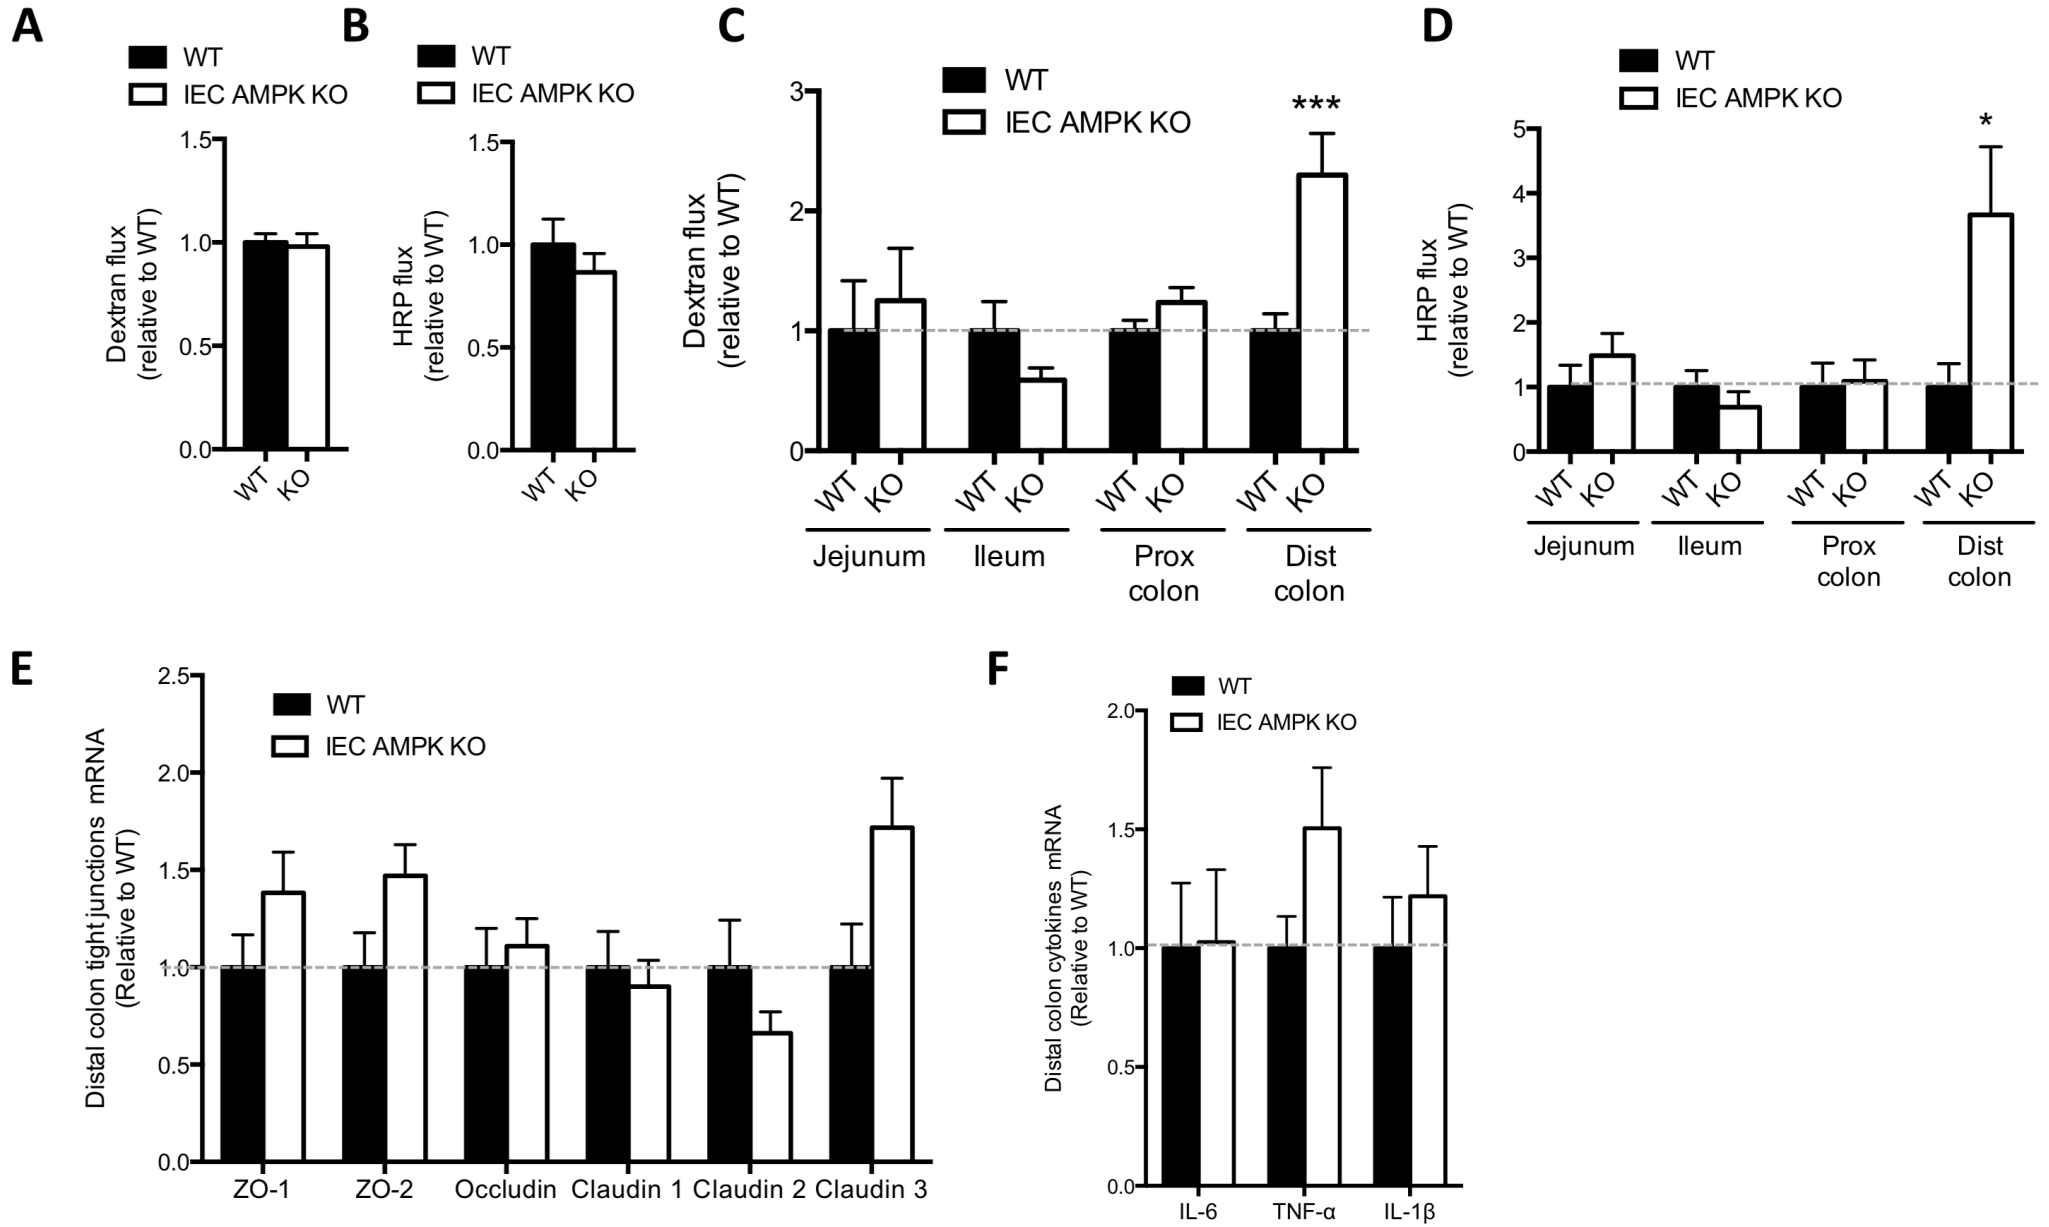 A
WT
IEC AMPK KO
Dextran flux
(relative to WT)
1.5
1.0
0.5
0.0
WT
KO
B
WT
IEC AMPK KO
HRP flux
(relative to WT)
1.5
1.0
0.5
0.0
WT
KO
C
WT
IEC AMPK KO
Dextran flux
(relative to WT)
3
2
1
0
***
WT
KO
WT
KO
WT
KO
WT
KO
Jejunum
Ileum
Prox
colon
Dist
colon
D
WT
IEC AMPK KO
HRP flux
(relative to WT)
5
4
3
2
1
0
*
WT
KO
WT
KO
WT
KO
WT
KO
Jejunum
Ileum
Prox
colon
Dist
colon
E
WT
IEC AMPK KO
Distal colon tight junctions mRNA
(Relative to WT)
2.5
2.0
1.5
1.0
0.5
0.0
ZO-1
ZO-2
Occludin
Claudin 1
Claudin 2
Claudin 3
F
WT
IEC AMPK KO
Distal colon cytokines mRNA
(Relative to WT)
2.0
1.5
1.0
0.5
0.0
IL-6
TNF-α
IL-1β